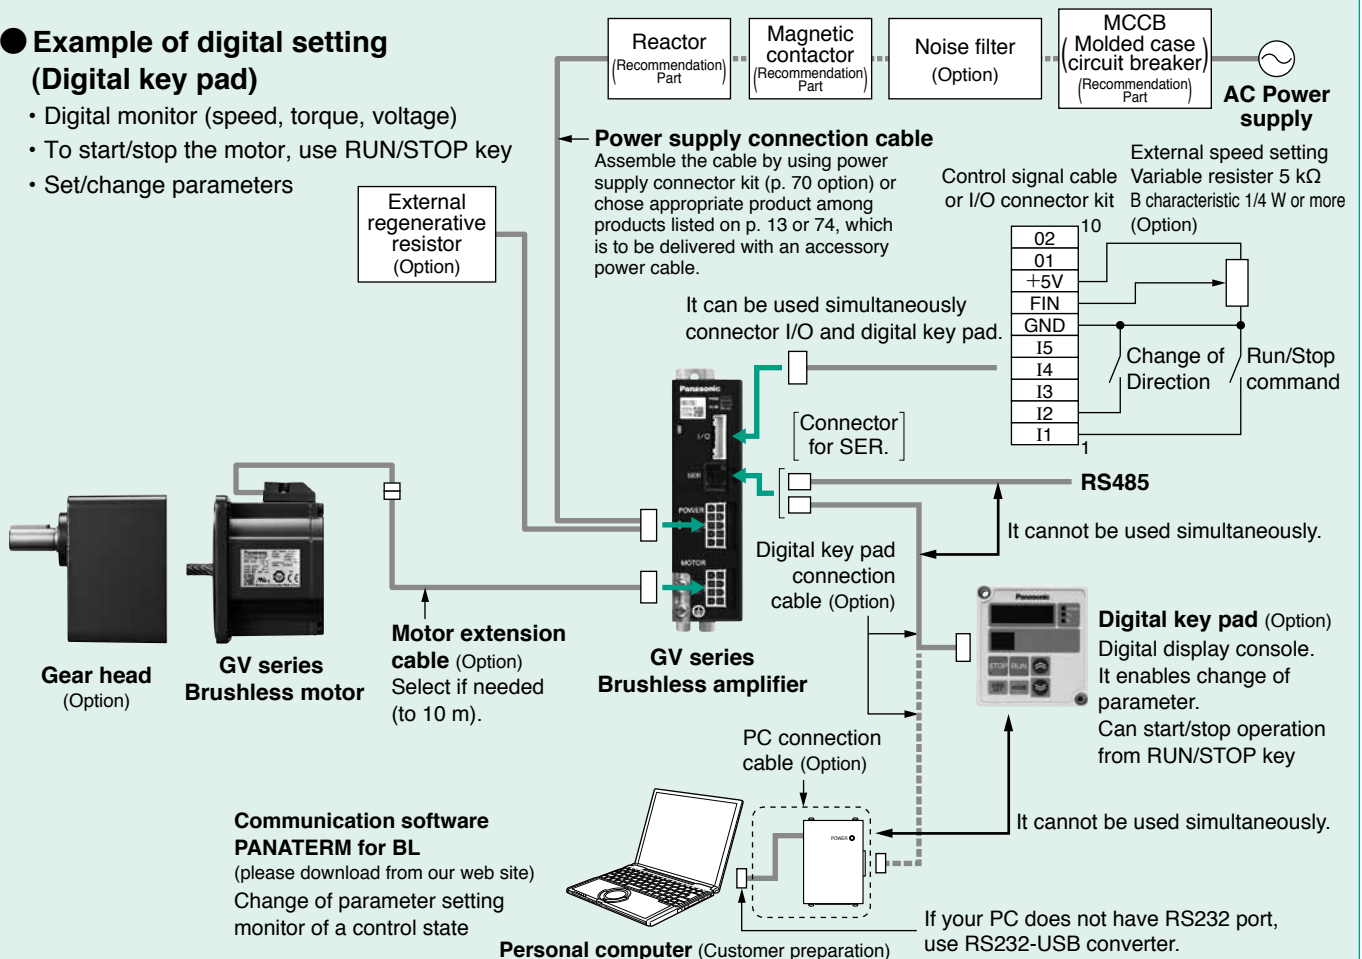 ● Example of digital setting
(Digital key pad)
・Digital monitor (speed, torque, voltage)
・To start/stop the motor, use RUN/STOP key
・Set/change parameters
Reactor
(Recommendation
Part)
Magnetic
contactor
(Recommendation
Part)
Noise filter
(Option)
MCCB
(Molded case
circuit breaker)
(Recommendation
Part)
AC Power
supply
External
regenerative
resistor
(Option)
Power supply connection cable
Assemble the cable by using power
supply connector kit (p. 70 option) or
chose appropriate product among
products listed on p. 13 or 74, which
is to be delivered with an accessory
power cable.
Control signal cable
or I/O connector kit
External speed setting
Variable resister 5 kΩ
B characteristic 1/4 W or more
(Option)
10
02
01
+5V
FIN
GND
I5
I4
I3
I2
I1
1
Change of
Direction
Run/Stop
command
It can be used simultaneously
connector I/O and digital key pad.
Panasonic
I/O
SER
POWER
MOTOR
[Connector
for SER.]
RS485
It cannot be used simultaneously.
Digital key pad
connection
cable (Option)
Panasonic
STOP
RUN
Digital key pad (Option)
Digital display console.
It enables change of
parameter.
Can start/stop operation
from RUN/STOP key
Gear head
(Option)
Panasonic
GV series
Brushless motor
Motor extension
cable (Option)
Select if needed
(to 10 m).
GV series
Brushless amplifier
PC connection
cable (Option)
POWER
It cannot be used simultaneously.
Communication software
PANATERM for BL
(please download from our web site)
Change of parameter setting
monitor of a control state
Personal computer (Customer preparation)
If your PC does not have RS232 port,
use RS232-USB converter.